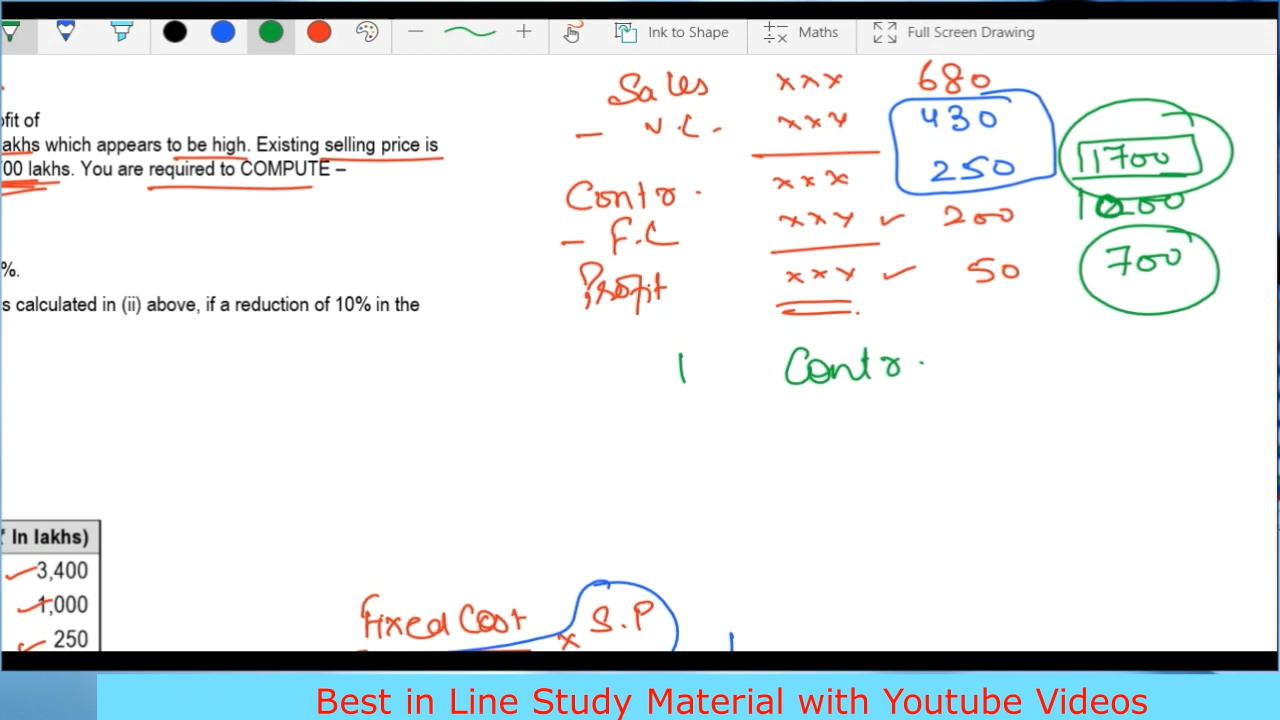 Ink to Shape Maths Full Screen Drawing
Sales xxx 680
ofit of
- V.C. xxx 430
akhs which appears to be high. Existing selling price is
00 lakhs. You are required to COMPUTE –
Contr. xxx 250 11700
- F.C xxx 200
Profit xxx 50 700
%.
s calculated in (ii) above, if a reduction of 10% in the
1 Contr.
In lakhs)
3,400
1,000
Fixed Cost x S.P
250
Best in Line Study Material with Youtube Videos